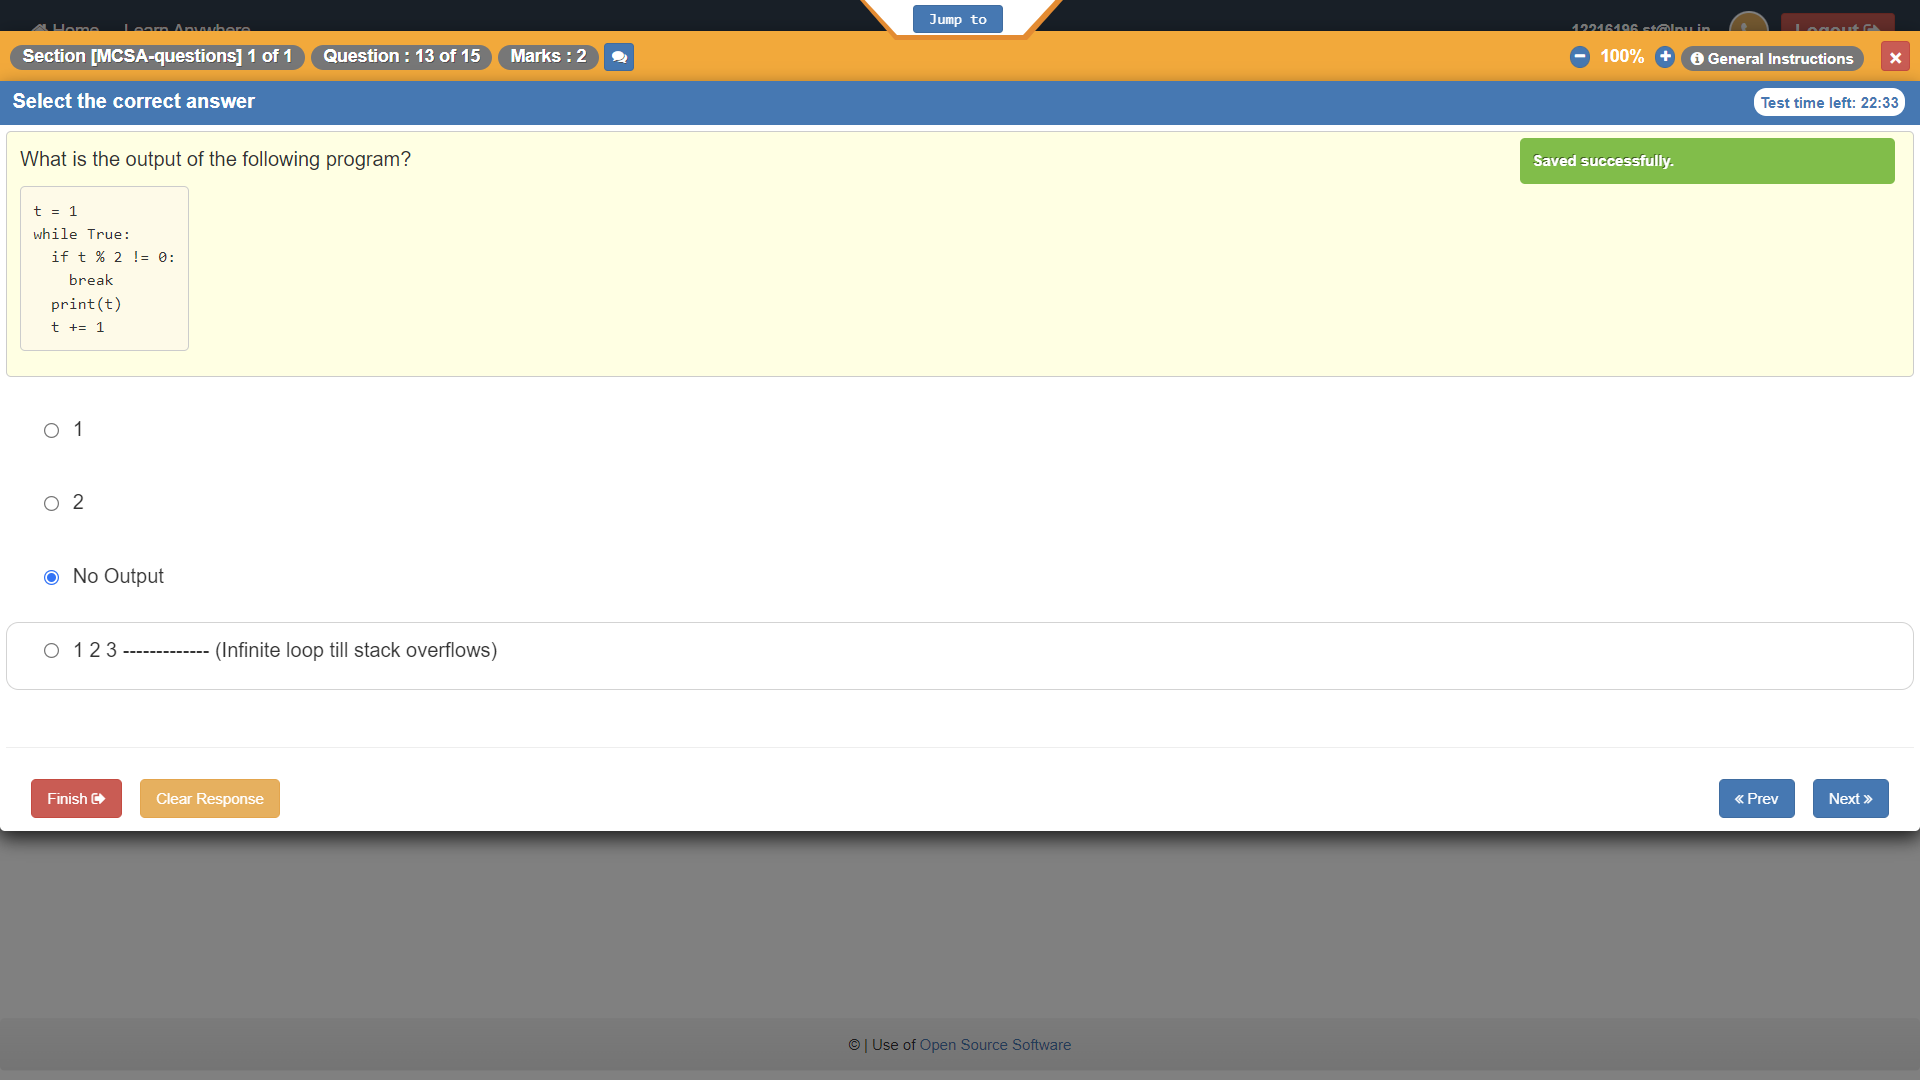 Home Learn Anywhere
Jump to
12216196.st@lpu.in
Logout
Section [MCSA-questions] 1 of 1
Question : 13 of 15
Marks : 2
100%
General Instructions
Select the correct answer
Test time left: 22:33
What is the output of the following program?
Saved successfully.
t = 1
while True:
  if t % 2 != 0:
    break
  print(t)
  t += 1
1
2
No Output
1 2 3 ------------- (Infinite loop till stack overflows)
Finish
Clear Response
« Prev
Next »
© | Use of Open Source Software